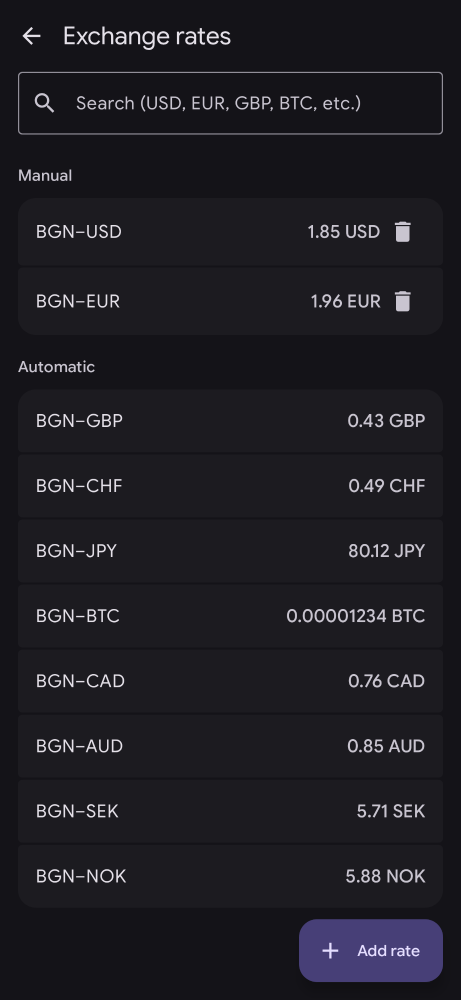 Exchange rates
Search (USD, EUR, GBP, BTC, etc.)
Manual
BGN–USD 1.85 USD
BGN–EUR 1.96 EUR
Automatic
BGN–GBP 0.43 GBP
BGN–CHF 0.49 CHF
BGN–JPY 80.12 JPY
BGN–BTC 0.00001234 BTC
BGN–CAD 0.76 CAD
BGN–AUD 0.85 AUD
BGN–SEK 5.71 SEK
BGN–NOK 5.88 NOK
Add rate